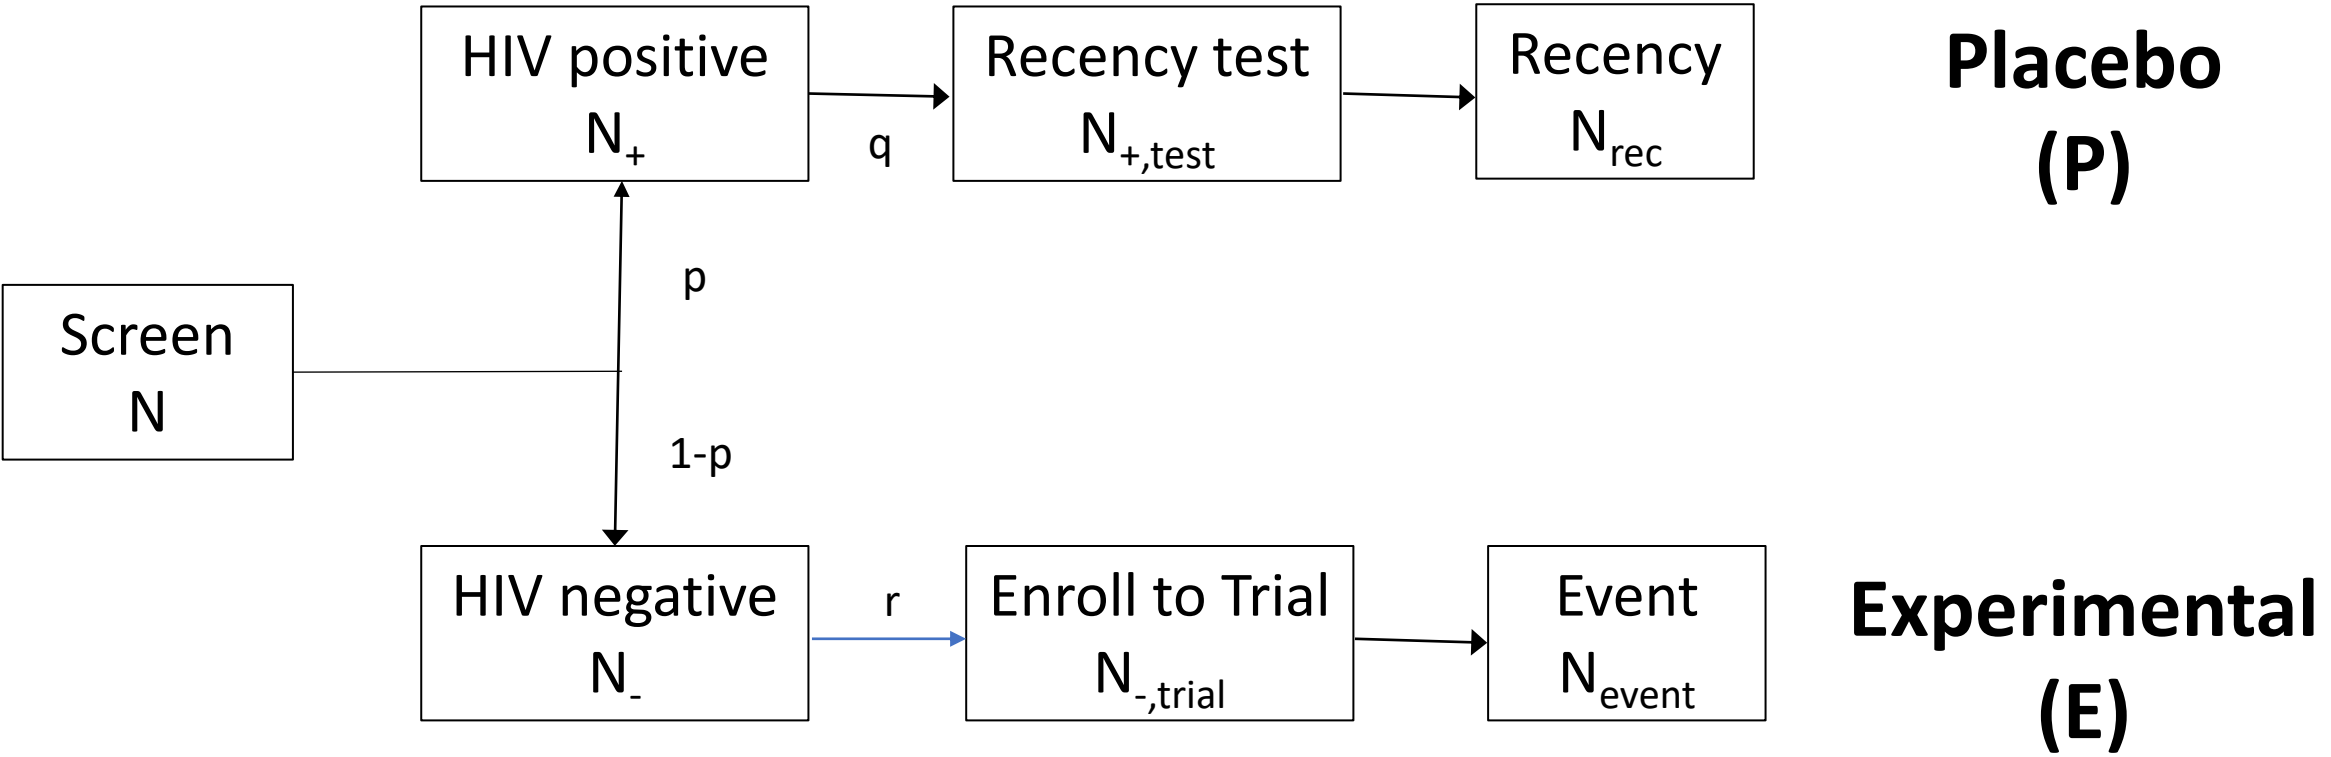 HIV positive
N+
q
Recency test
N+,test
Recency
Nrec
Placebo
(P)
p
Screen
N
1-p
HIV negative
N-
r
Enroll to Trial
N-,trial
Event
Nevent
Experimental
(E)